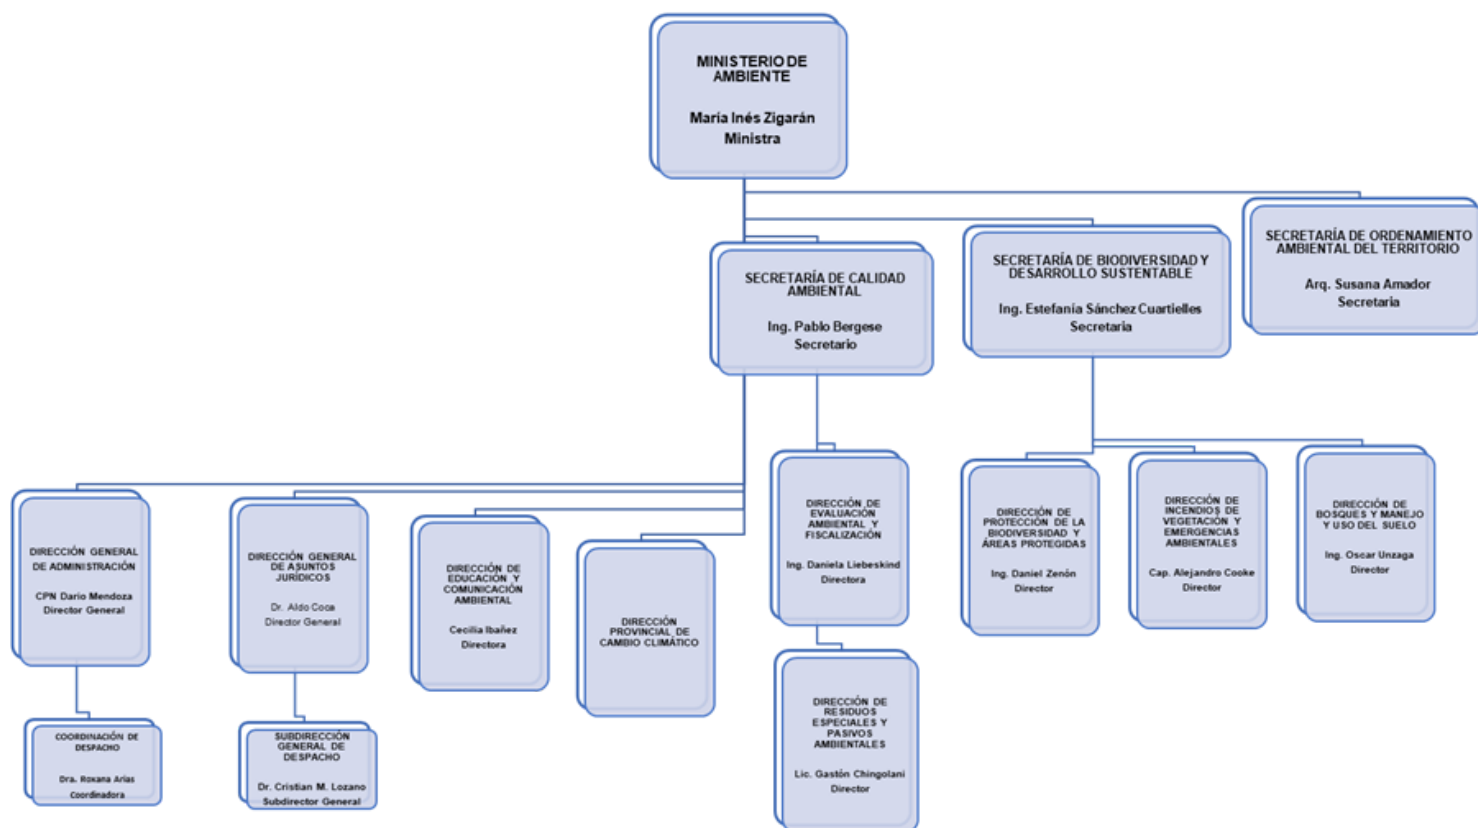 MINISTERIO DE
AMBIENTE
María Inés Zigarán
Ministra
SECRETARÍA DE ORDENAMIENTO
AMBIENTAL DEL TERRITORIO
Arq. Susana Amador
Secretaria
SECRETARÍA DE BIODIVERSIDAD Y
DESARROLLO SUSTENTABLE
Ing. Estefanía Sánchez Cuartielles
Secretaria
SECRETARÍA DE CALIDAD
AMBIENTAL
Ing. Pablo Bergese
Secretario
DIRECCIÓN GENERAL
DE ADMINISTRACIÓN
CPN Dario Mendoza
Director General
DIRECCIÓN GENERAL
DE ASUNTOS
JURÍDICOS
Dr. Aldo Coca
Director General
DIRECCIÓN DE
EDUCACIÓN Y
COMUNICACIÓN
AMBIENTAL
Cecilia Ibañez
Directora
DIRECCIÓN
PROVINCIAL DE
CAMBIO CLIMÁTICO
DIRECCIÓN DE
EVALUACIÓN
AMBIENTAL Y
FISCALIZACIÓN
Ing. Daniela Liebeskind
Directora
DIRECCIÓN DE
PROTECCIÓN DE LA
BIODIVERSIDAD Y
ÁREAS PROTEGIDAS
Ing. Daniel Zenón
Director
DIRECCIÓN DE
INCENDIOS DE
VEGETACIÓN Y
EMERGENCIAS
AMBIENTALES
Cap. Alejandro Cooke
Director
DIRECCIÓN DE
BOSQUES Y MANEJO
Y USO DEL SUELO
Ing. Oscar Unzaga
Director
COORDINACIÓN DE
DESPACHO
Dra. Roxana Arias
Coordinadora
SUBDIRECCIÓN
GENERAL DE
DESPACHO
Dr. Cristian M. Lozano
Subdirector General
DIRECCIÓN DE
RESIDUOS
ESPECIALES Y
PASIVOS
AMBIENTALES
Lic. Gastón Chingolani
Director